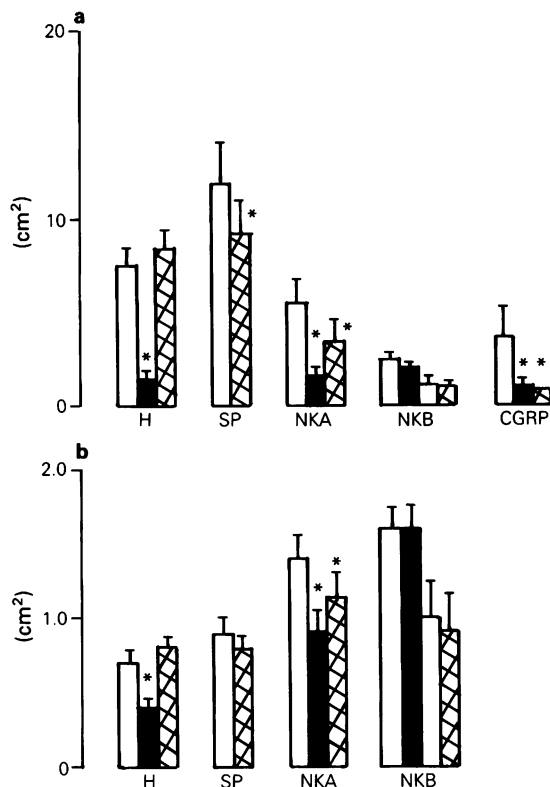 a
20
10
0
(cm²)
* * * * * *
H SP NKA NKB CGRP
b
2.0
1.0
0
(cm²)
* * *
H SP NKA NKB